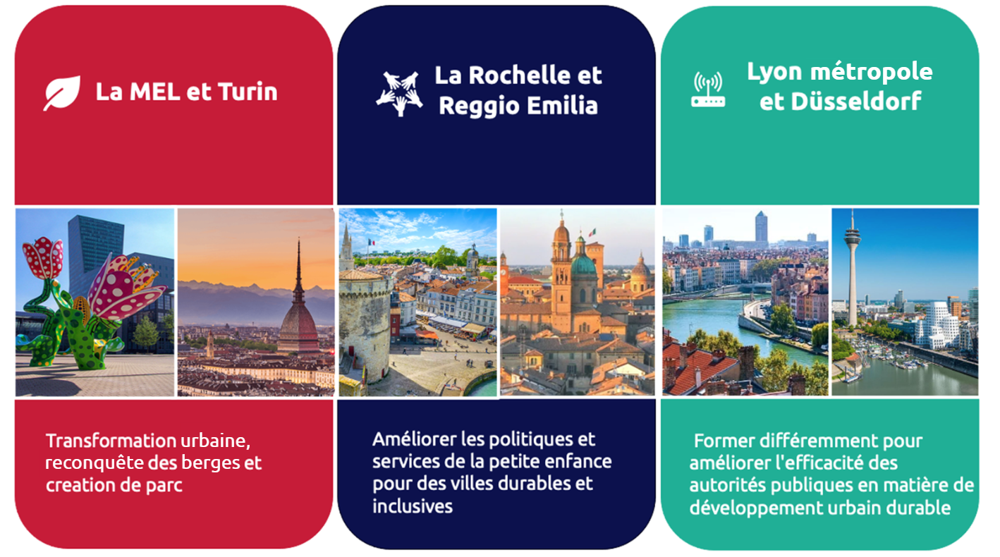 La MEL et Turin
La Rochelle et
Reggio Emilia
Lyon métropole
et Düsseldorf
Transformation urbaine,
reconquête des berges et
creation de parc
Améliorer les politiques et
services de la petite enfance
pour des villes durables et
inclusives
Former différemment pour
améliorer l'efficacité des
autorités publiques en matière de
développement urbain durable